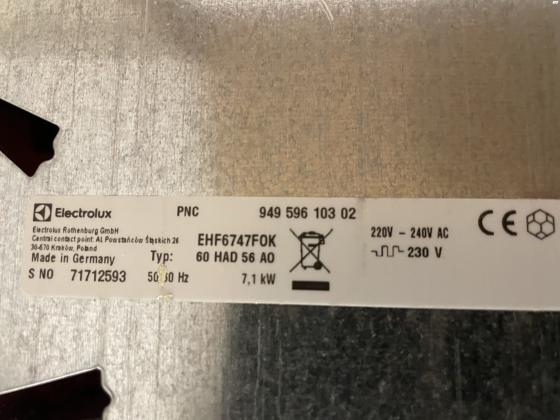 Electrolux PNC 949 596 103 02
Electrolux Rothenburg GmbH
Central contact point: Al. Powstańców Śląskich 26
30-570 Kraków, Poland
EHF6747FOK
Made in Germany Typ: 60 HAD 56 AO
S NO 71712593 50 60 Hz 7,1 kW
220V - 240V AC
230 V
CE